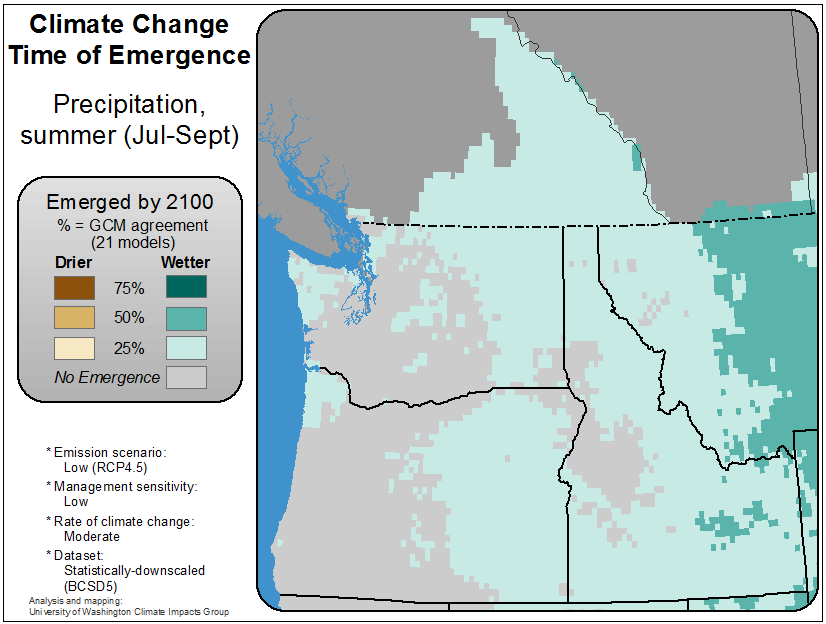 Climate Change
Time of Emergence
Precipitation,
summer (Jul-Sept)
Emerged by 2100
% = GCM agreement
(21 models)
Drier Wetter
75%
50%
25%
No Emergence
* Emission scenario:
Low (RCP4.5)
* Management sensitivity:
Low
* Rate of climate change:
Moderate
* Dataset:
Statistically-downscaled
(BCSD5)
Analysis and mapping:
University of Washington Climate Impacts Group